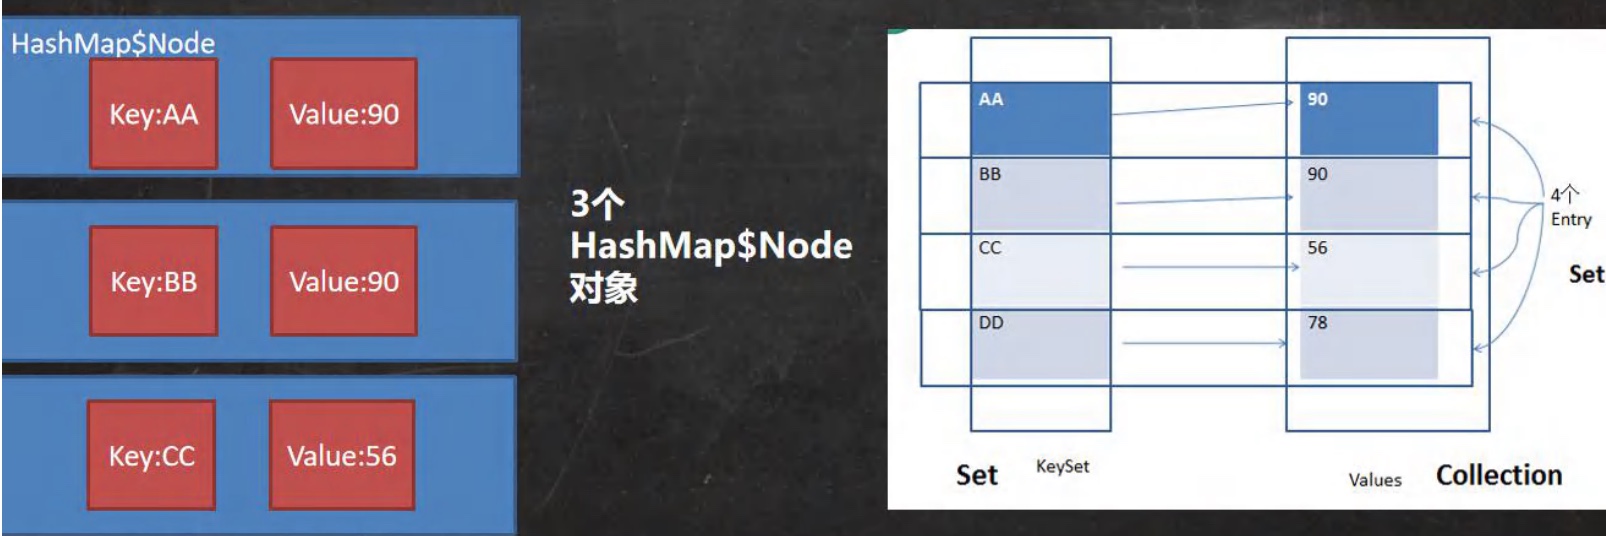 HashMap$Node
Key:AA
Value:90
Key:BB
Value:90
Key:CC
Value:56
3个
HashMap$Node
对象
AA
90
BB
90
CC
56
DD
78
4个
Entry
Set
Set
KeySet
Values
Collection